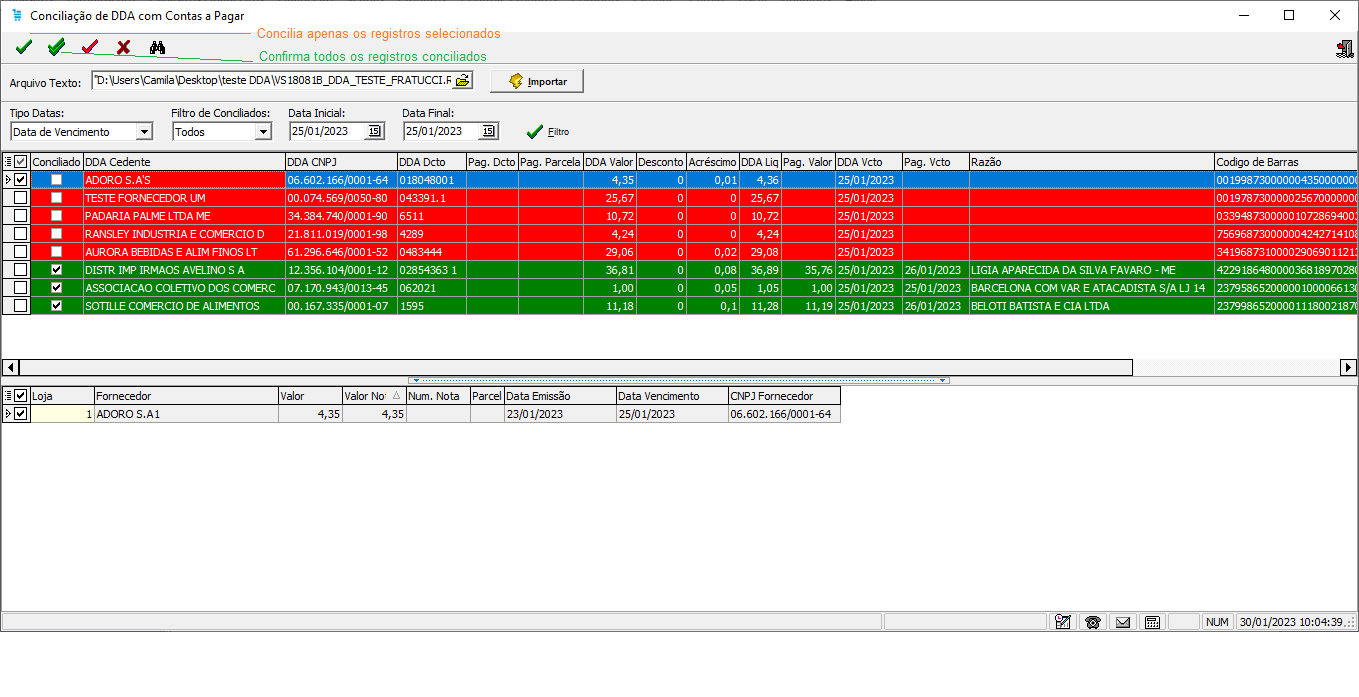 Conciliação de DDA com Contas a Pagar
Concilia apenas os registros selecionados
Confirma todos os registros conciliados
Arquivo Texto: "D:\Users\Camila\Desktop\teste DDA\VS18081B_DDA_TESTE_FRATUCCI.R Importar
Tipo Datas: Filtro de Conciliados: Data Inicial: Data Final:
Data de Vencimento Todos 25/01/2023 15 25/01/2023 15 Filtro
Conciliado DDA Cedente DDA CNPJ DDA Dcto Pag. Dcto Pag. Parcela DDA Valor Desconto Acréscimo DDA Liq Pag. Valor DDA Vcto Pag. Vcto Razão Codigo de Barras
ADORO S.A'S 06.602.166/0001-64 018048001 4,35 0 0,01 4,36 25/01/2023 0019987300000043500000000
TESTE FORNECEDOR UM 00.074.569/0050-80 043391.1 25,67 0 0 25,67 25/01/2023
PADARIA PALME LTDA ME 34.384.740/0001-90 6511 10,72 0 0 10,72 25/01/2023
RANSLEY INDUSTRIA E COMERCIO D 21.811.019/0001-98 4289 4,24 0 0 4,24 25/01/2023
AURORA BEBIDAS E ALIM FINOS LT 61.296.646/0001-52 0483444 29,06 0 0,02 29,08 25/01/2023
DISTR IMP IRMAOS AVELINO S A 12.356.104/0001-12 02854363 1 36,81 0 0,08 36,89 35,76 25/01/2023 26/01/2023 LIGIA APARECIDA DA SILVA FAVARO - ME
ASSOCIACAO COLETIVO DOS COMERC 07.170.943/0013-45 062021 1,00 0 0,05 1,05 1,00 25/01/2023 25/01/2023 BARCELONA COM VAR E ATACADISTA S/A LJ 14
SOTILLE COMERCIO DE ALIMENTOS 00.167.335/0001-07 1595 11,18 0 0,1 11,28 11,19 25/01/2023 26/01/2023 BELOTI BATISTA E CIA LTDA
Loja Fornecedor Valor Valor No Num. Nota Parcel Data Emissão Data Vencimento CNPJ Fornecedor
1 ADORO S.A1 4,35 4,35 23/01/2023 25/01/2023 06.602.166/0001-64
NUM 30/01/2023 10:04:39